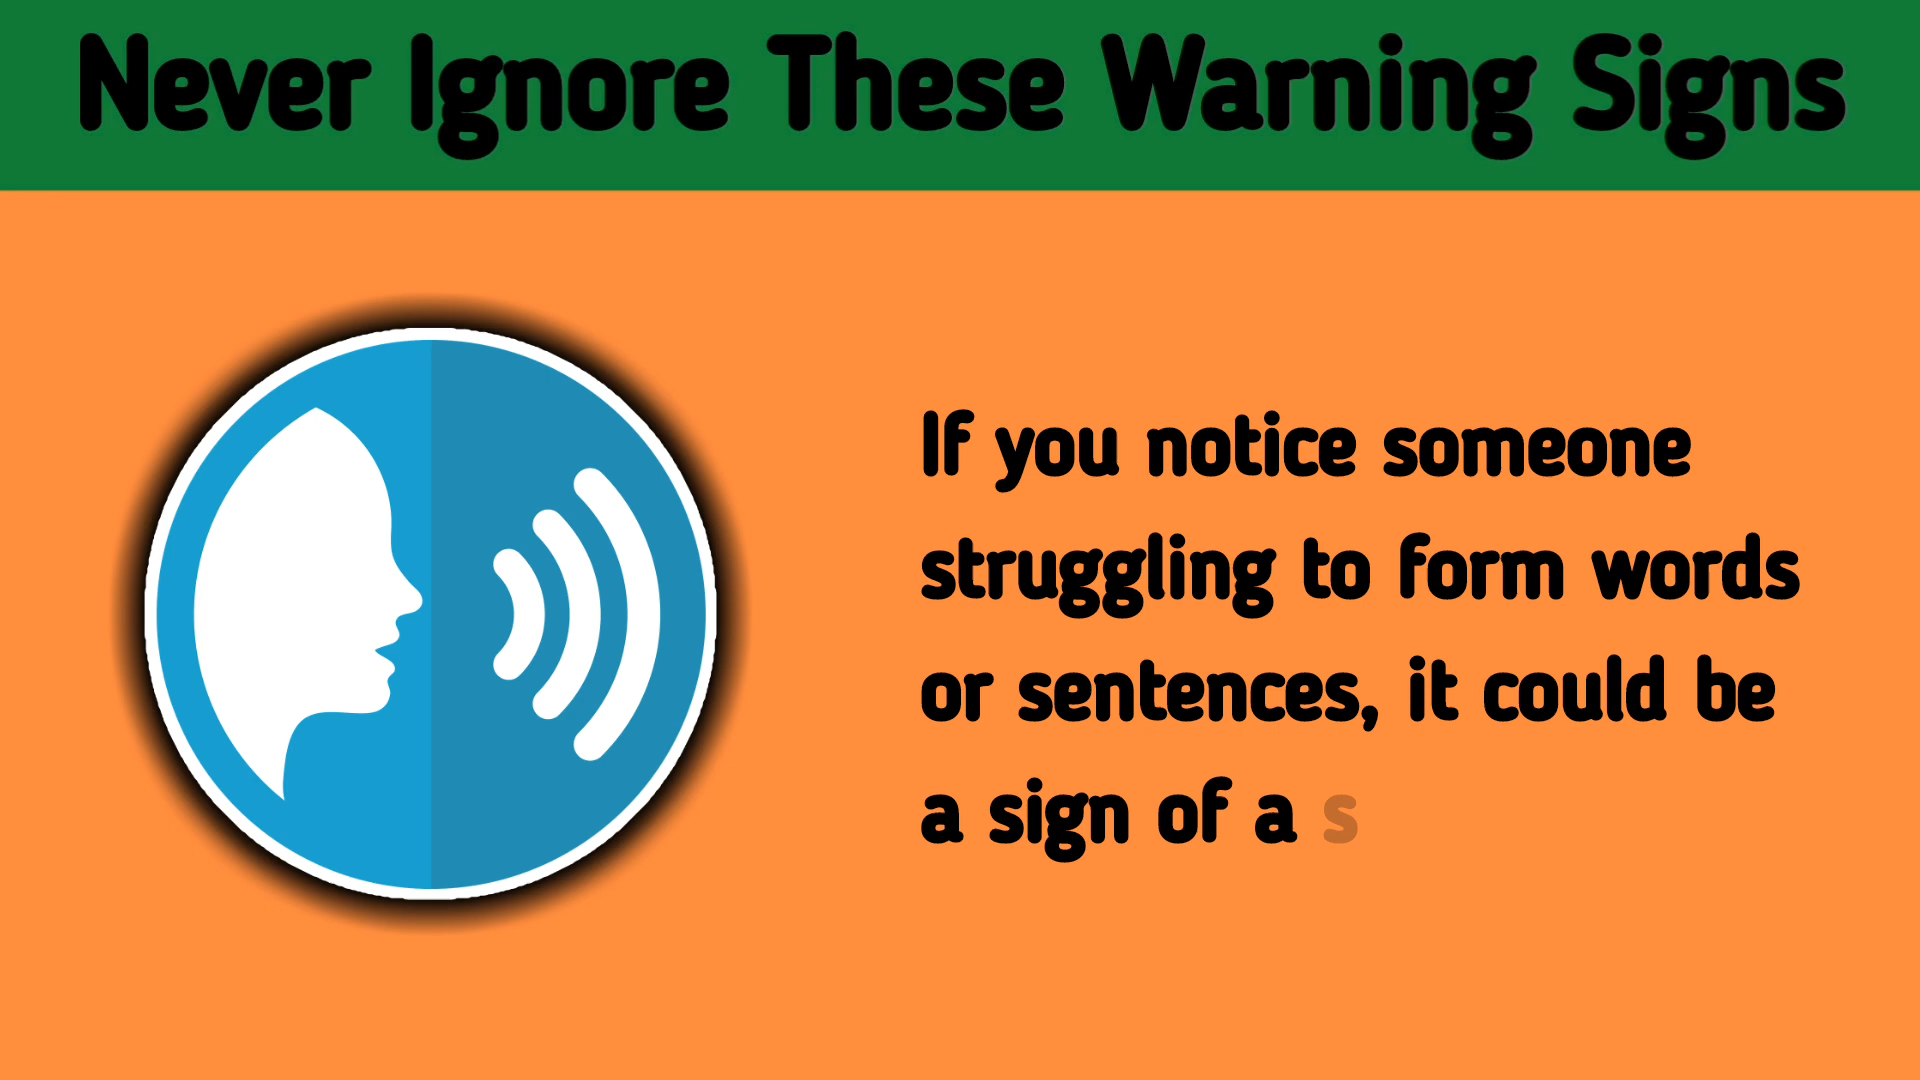 Never Ignore These Warning Signs
If you notice someone
struggling to form words
or sentences, it could be
a sign of a s